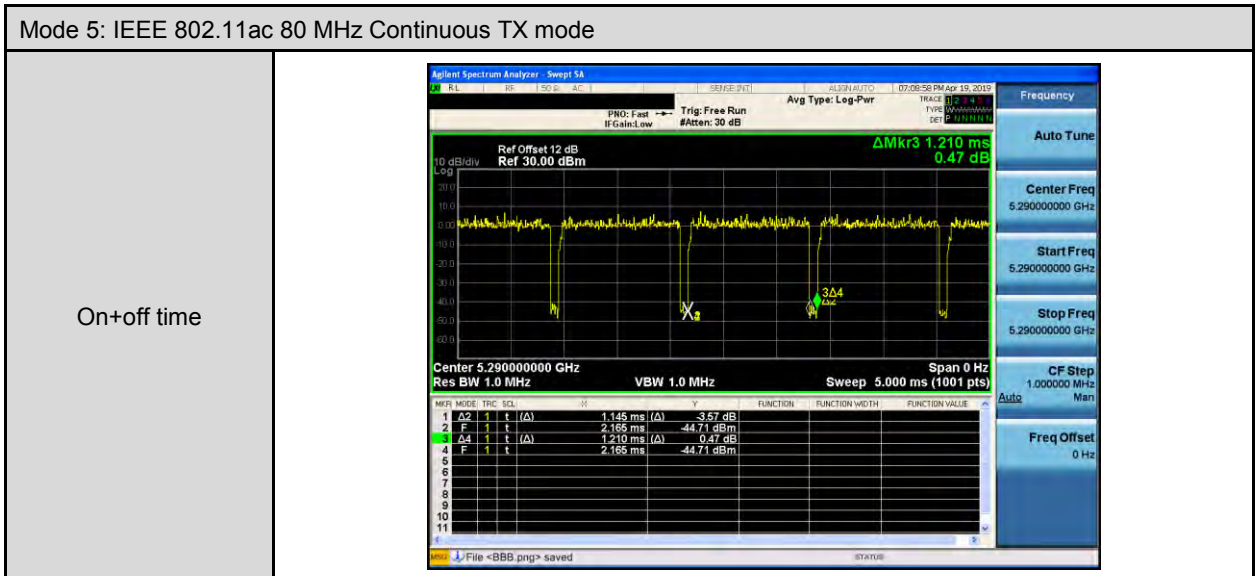 Mode 5: IEEE 802.11ac 80 MHz Continuous TX mode
On+off time
Agilent Spectrum Analyzer - Swept SA
RL RF 50 Ω AC SENSE:INT ALIGN AUTO 07:08:58 PM Apr 19, 2019
PNO: Fast Trig: Free Run Avg Type: Log-Pwr TRACE 1 2 3 4 5 6
IFGain:Low #Atten: 30 dB TYPE
DET P N N N N N
Frequency
Auto Tune
Center Freq
5.290000000 GHz
Start Freq
5.290000000 GHz
Stop Freq
5.290000000 GHz
CF Step
1.000000 MHz
Auto Man
Freq Offset
0 Hz
ΔMkr3 1.210 ms
0.47 dB
Ref Offset 12 dB
10 dB/div Ref 30.00 dBm
Log
20.0
10.0
0.00
-10.0
-20.0
-30.0
-40.0
-50.0
-60.0
3Δ4
Center 5.290000000 GHz Span 0 Hz
Res BW 1.0 MHz VBW 1.0 MHz Sweep 5.000 ms (1001 pts)
MKR MODE TRC SCL X Y FUNCTION FUNCTION WIDTH FUNCTION VALUE
1 Δ2 1 t (Δ) 1.145 ms (Δ) -3.57 dB
2 F 1 t 2.165 ms -44.71 dBm
3 Δ4 1 t (Δ) 1.210 ms (Δ) 0.47 dB
4 F 1 t 2.165 ms -44.71 dBm
5
6
7
8
9
10
11
MSG File <BBB.png> saved STATUS